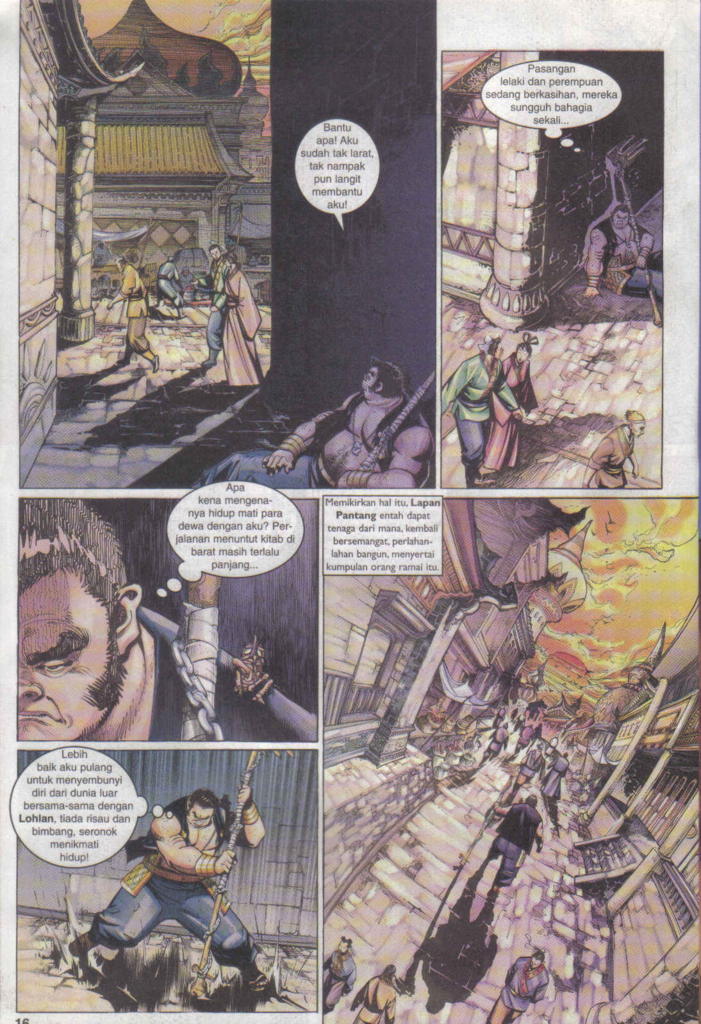 Bantu
apa! Aku
sudah tak larat,
tak nampak
pun langit
membantu
aku!
Pasangan
lelaki dan perempuan
sedang berkasihan, mereka
sungguh bahagia
sekali...
Apa
kena mengena-
nya hidup mati para
dewa dengan aku? Per-
jalanan menuntut kitab di
barat masih terlalu
panjang...
Memikirkan hal itu, Lapan
Pantang entah dapat
tenaga dari mana, kembali
bersemangat, perlahan-
lahan bangun, menyertai
kumpulan orang ramai itu.
Lebih
baik aku pulang
untuk menyembunyi
diri dari dunia luar
bersama-sama dengan
Lohlan, tiada risau dan
bimbang, seronok
menikmati
hidup!
16